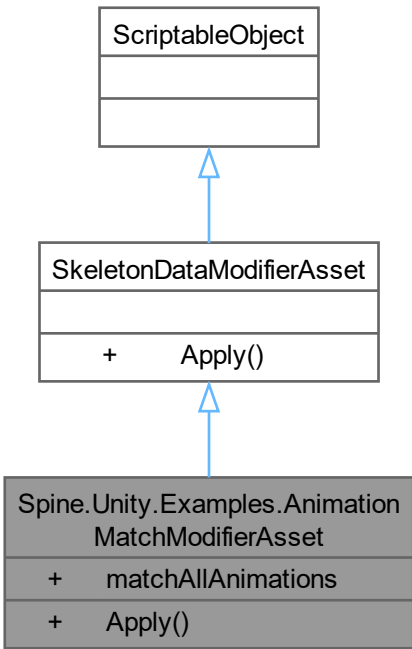 ScriptableObject
SkeletonDataModifierAsset
+ Apply()
Spine.Unity.Examples.Animation
MatchModifierAsset
+ matchAllAnimations
+ Apply()